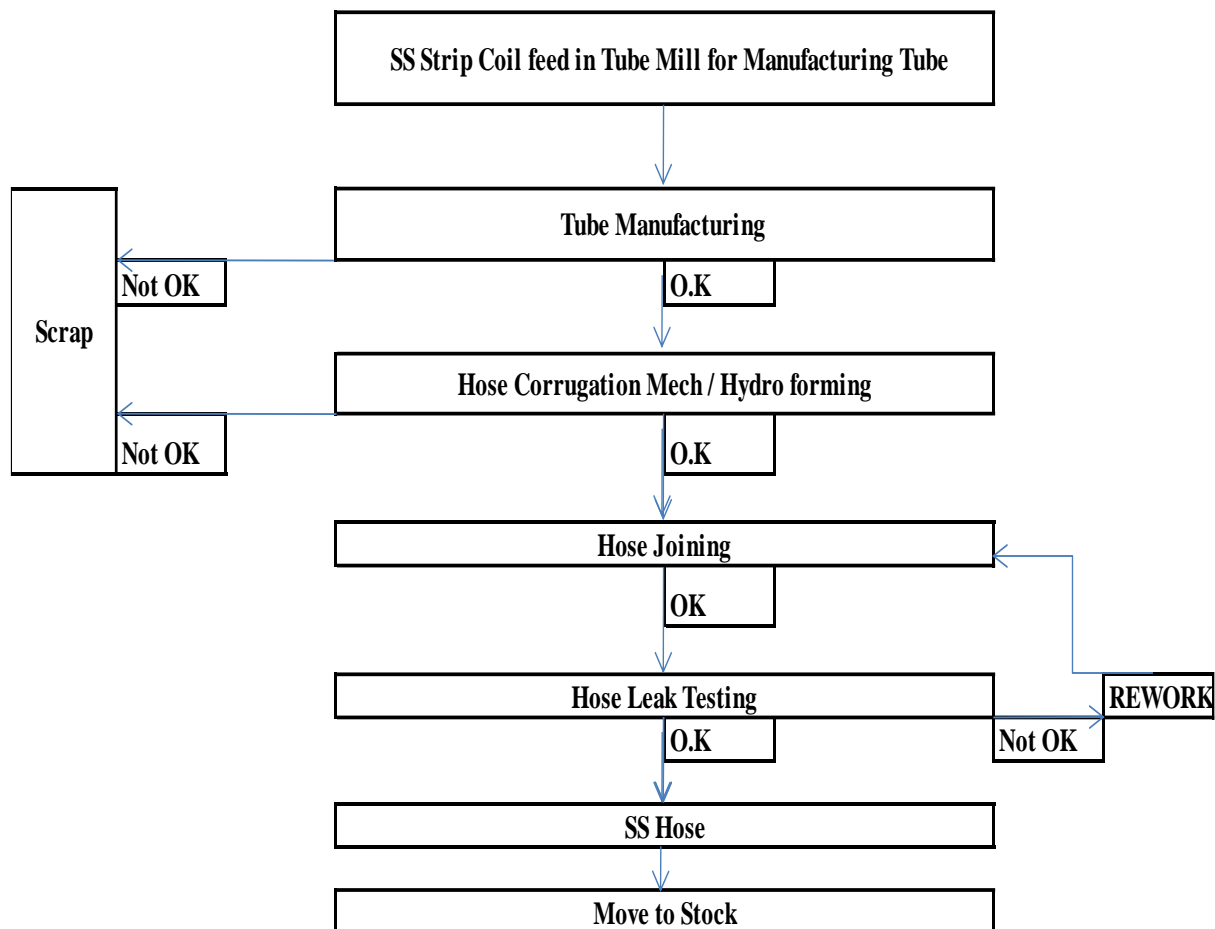 SS Strip Coil feed in Tube Mill for Manufacturing Tube
Tube Manufacturing
Not OK
O.K
Scrap
Hose Corrugation Mech / Hydro forming
Not OK
O.K
Hose Joining
OK
Hose Leak Testing
REWORK
O.K
Not OK
SS Hose
Move to Stock